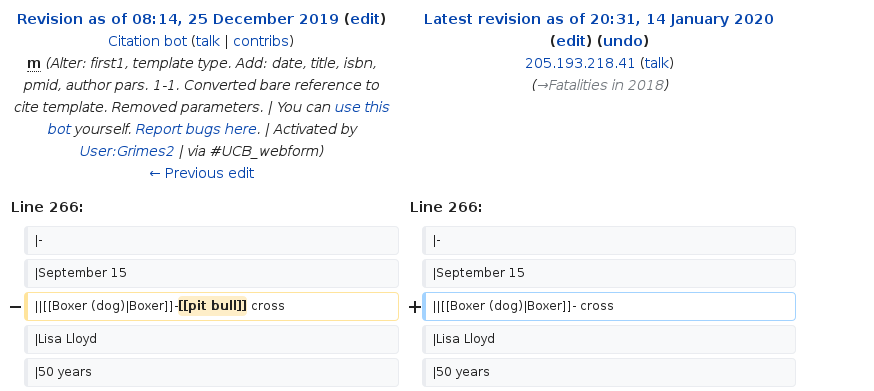 Revision as of 08:14, 25 December 2019 (edit)
Citation bot (talk | contribs)
m (Alter: first1, template type. Add: date, title, isbn,
pmid, author pars. 1-1. Converted bare reference to
cite template. Removed parameters. | You can use this
bot yourself. Report bugs here. | Activated by
User:Grimes2 | via #UCB_webform)
← Previous edit
Latest revision as of 20:31, 14 January 2020
(edit) (undo)
205.193.218.41 (talk)
(→Fatalities in 2018)
Line 266:
Line 266:
|-
|-
|September 15
|September 15
− ||[[Boxer (dog)|Boxer]]-[[pit bull]] cross
+ ||[[Boxer (dog)|Boxer]]- cross
|Lisa Lloyd
|Lisa Lloyd
|50 years
|50 years